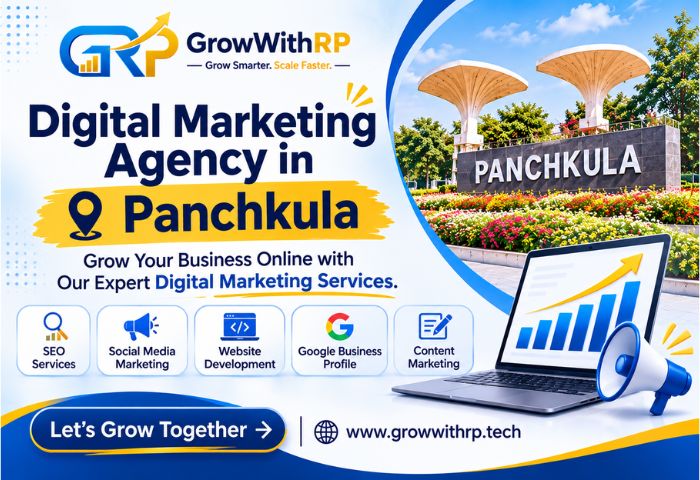 GRP
GrowWithRP
Grow Smarter. Scale Faster.
Digital Marketing
Agency in
Panchkula
Grow Your Business Online with
Our Expert Digital Marketing Services.
PANCHKULA
SEO
Services
Social Media
Marketing
Website
Development
Google Business
Profile
Content
Marketing
Let's Grow Together →
www.growwithrp.tech